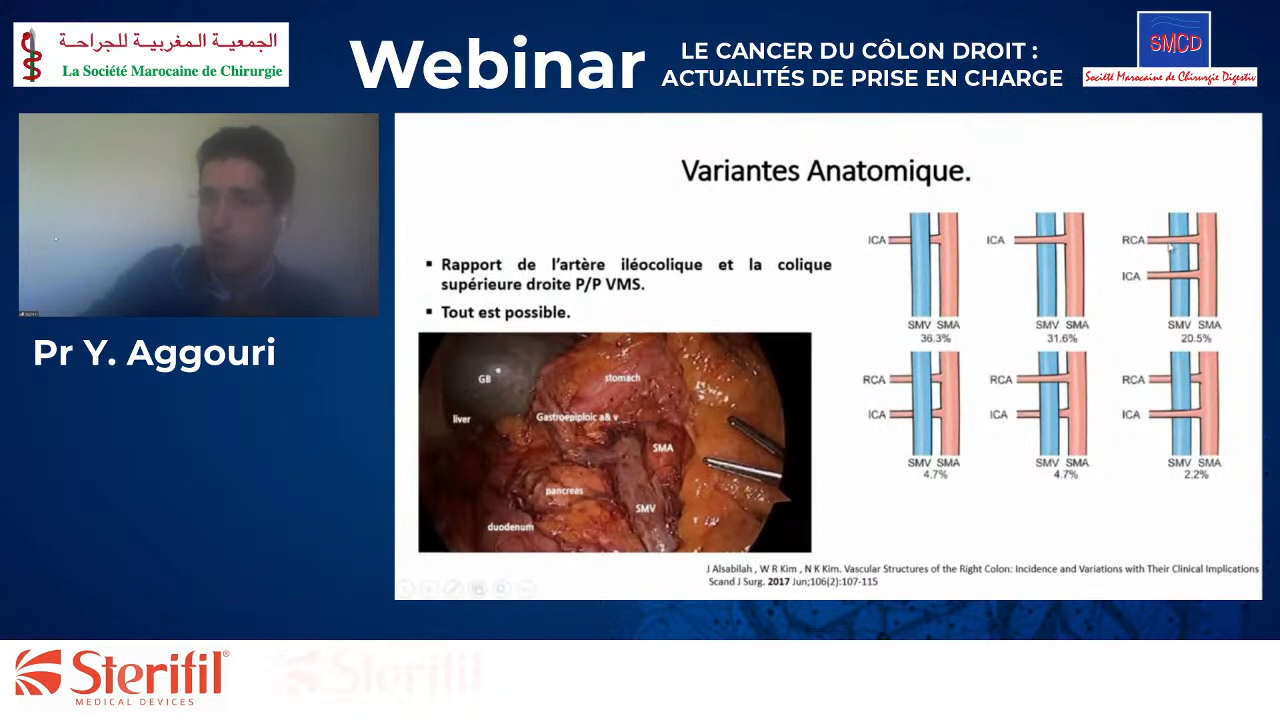 الجمعية المغربية للجراحة
La Société Marocaine de Chirurgie
Webinar
LE CANCER DU CÔLON DROIT :
ACTUALITÉS DE PRISE EN CHARGE
SMCD
Société Marocaine de Chirurgie Digestiv
Pr Y. Aggouri
Variantes Anatomique.
▪ Rapport de l’artère iléocolique et la colique
supérieure droite P/P VMS.
▪ Tout est possible.
GB
stomach
liver
Gastroepiploic a& v
SMA
pancreas
SMV
duodenum
ICA
SMV SMA
36.3%
ICA
SMV SMA
31.6%
RCA
ICA
SMV SMA
20.5%
RCA
ICA
SMV SMA
4.7%
RCA
ICA
SMV SMA
4.7%
RCA
ICA
SMV SMA
2.2%
J Alsabilah , W R Kim , N K Kim. Vascular Structures of the Right Colon: Incidence and Variations with Their Clinical Implications
Scand J Surg. 2017 Jun;106(2):107-115
Sterifil®
MEDICAL DEVICES
Sterifil